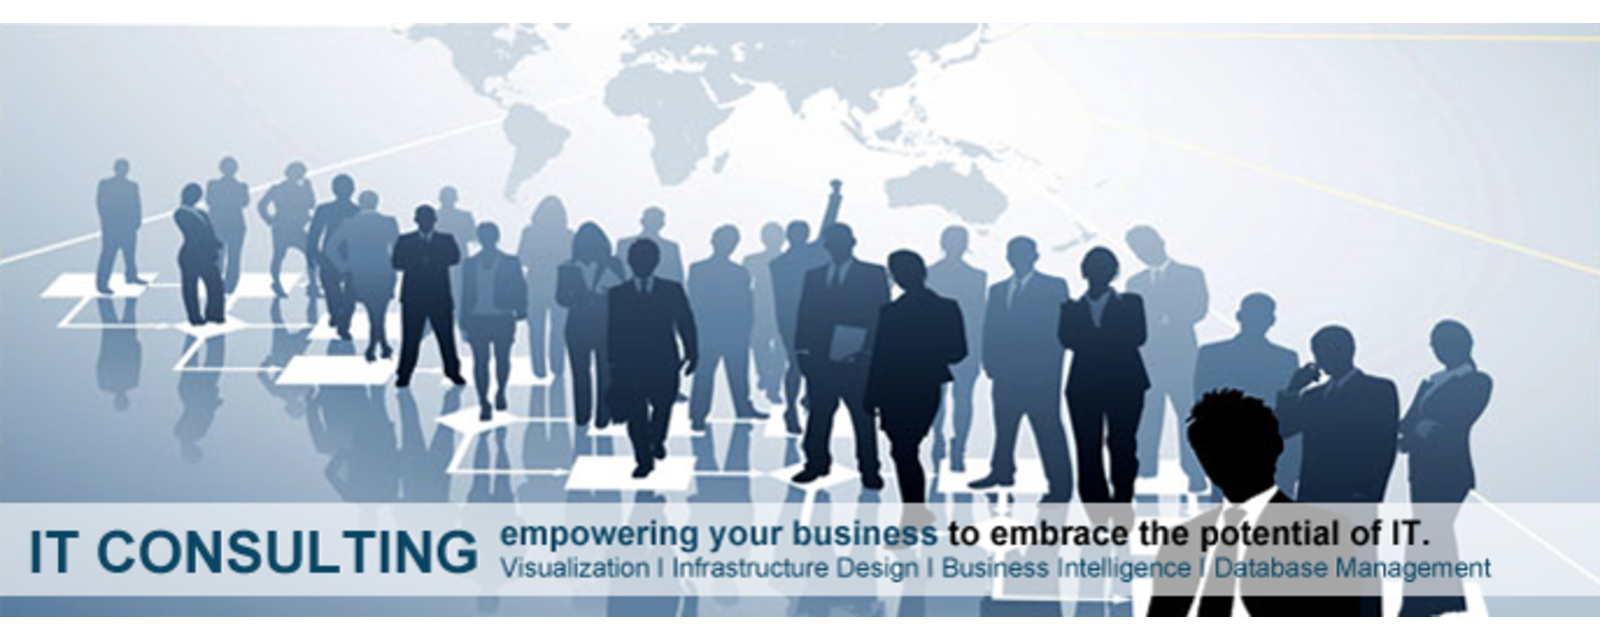 IT CONSULTING
empowering your business to embrace the potential of IT.
Visualization | Infrastructure Design | Business Intelligence | Database Management